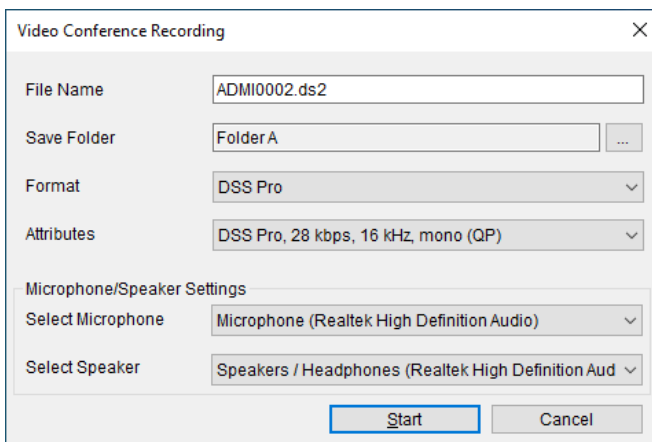 Video Conference Recording
File Name ADMI0002.ds2
Save Folder Folder A ...
Format DSS Pro
Attributes DSS Pro, 28 kbps, 16 kHz, mono (QP)
Microphone/Speaker Settings
Select Microphone Microphone (Realtek High Definition Audio)
Select Speaker Speakers / Headphones (Realtek High Definition Aud
Start Cancel